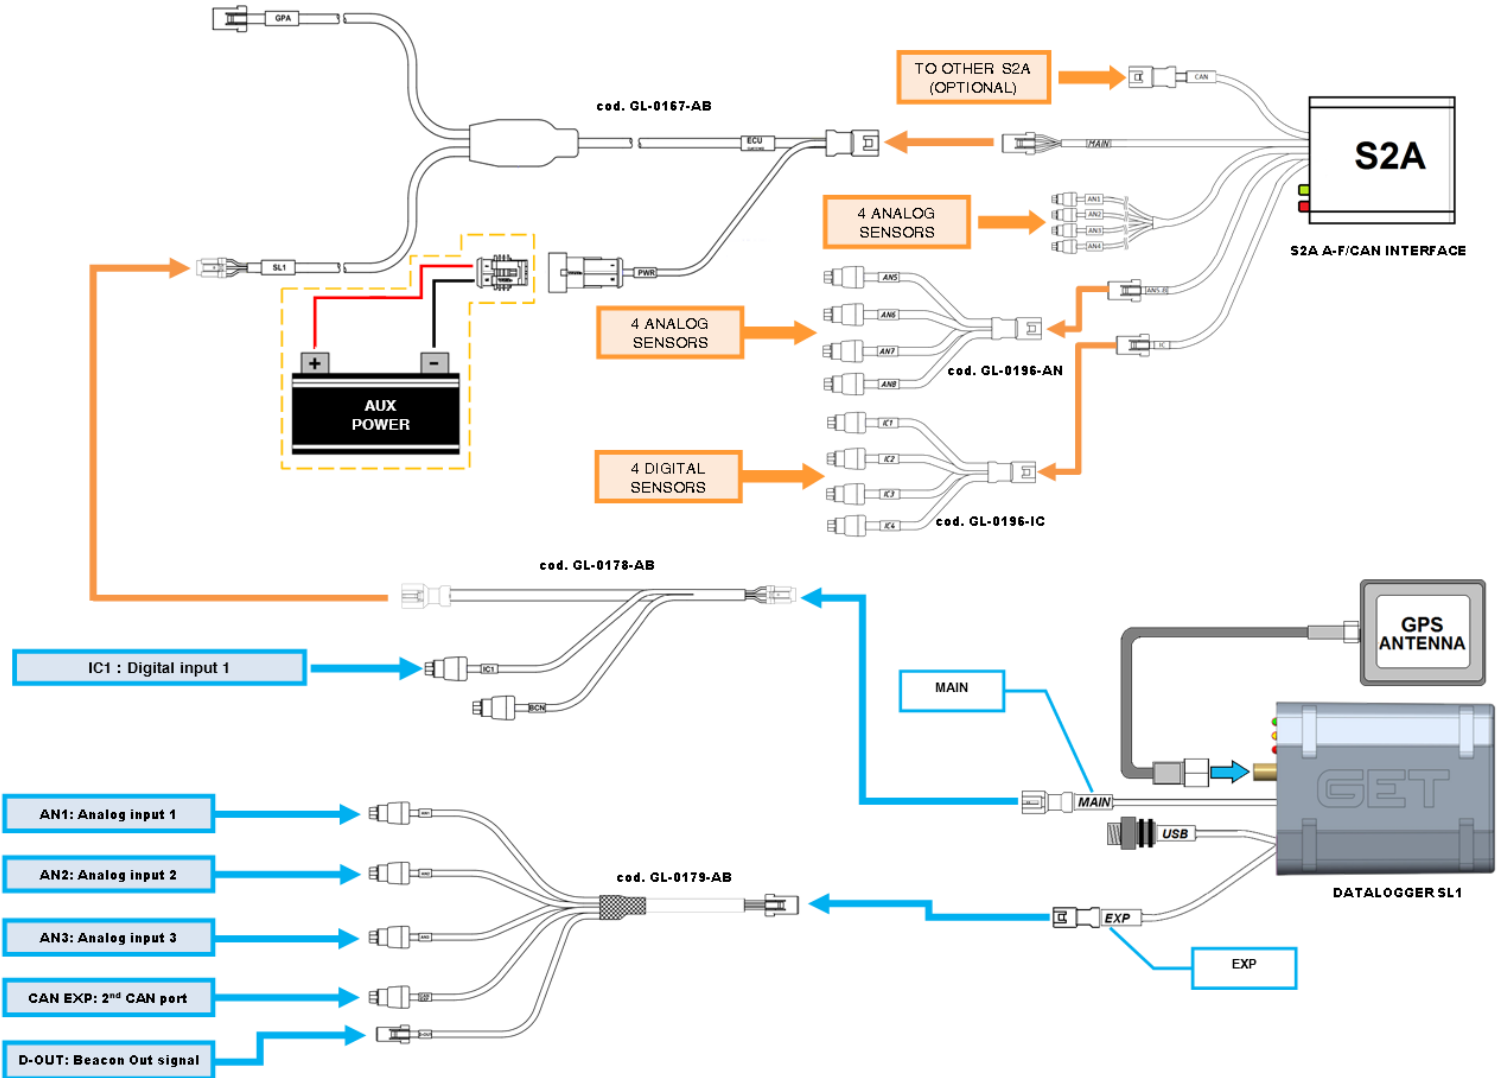 GPA
cod. GL-0167-AB
TO OTHER S2A
(OPTIONAL)
CAN
ECU
MAIN
S2A
4 ANALOG
SENSORS
AN1
AN2
AN3
AN4
S2A A-F/CAN INTERFACE
SL1
PWR
AN5
AN5.8
4 ANALOG
SENSORS
AN6
AN7
AN8
IC
cod. GL-0196-AN
+
-
AUX
POWER
IC1
4 DIGITAL
SENSORS
IC2
IC3
IC4
cod. GL-0196-IC
cod. GL-0178-AB
GPS
ANTENNA
IC1 : Digital input 1
IC1
BCN
MAIN
GET
MAIN
USB
AN1: Analog input 1
AN2: Analog input 2
cod. GL-0179-AB
DATALOGGER SL1
EXP
AN3: Analog input 3
EXP
CAN EXP: 2nd CAN port
D-OUT
D-OUT: Beacon Out signal